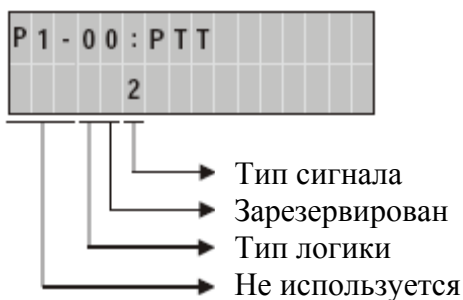 P1-00:PTT
2
Тип сигнала
Зарезервирован
Тип логики
Не используется